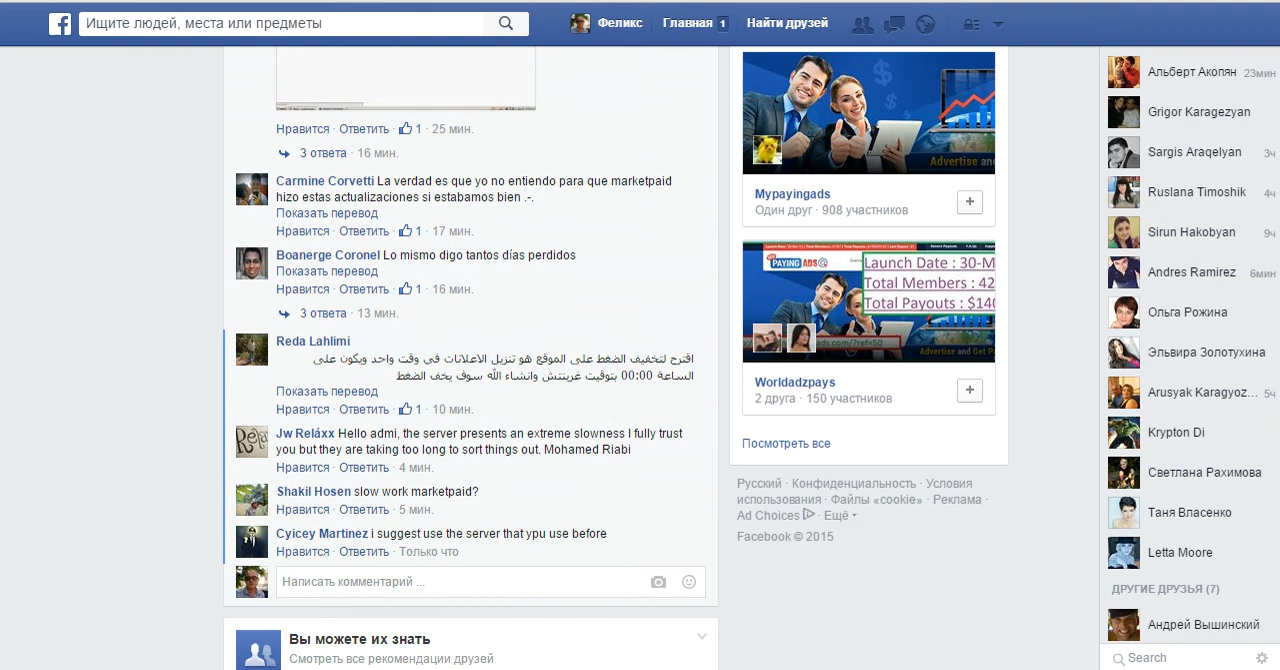 Ищите людей, места или предметы
Феликс
Главная 1
Найти друзей
Нравится · Ответить · 1 · 25 мин.
3 ответа · 16 мин.
Carmine Corvetti La verdad es que yo no entiendo para que marketpaid
hizo estas actualizaciones si estabamos bien .-.
Показать перевод
Нравится · Ответить · 1 · 17 мин.
Boanerge Coronel Lo mismo digo tantos días perdidos
Показать перевод
Нравится · Ответить · 1 · 16 мин.
3 ответа · 13 мин.
Reda Lahlimi
اقترح لتخفيف الضغط على الموقع هو تنزيل الاعلانات في وقت واحد ويكون على
الساعة 00:00 بتوقيت غرينتش وانشاء الله سوف يخف الضغط
Показать перевод
Нравится · Ответить · 1 · 10 мин.
Jw Reláxx Hello admi, the server presents an extreme slowness I fully trust
you but they are taking too long to sort things out. Mohamed Riabi
Нравится · Ответить · 4 мин.
Shakil Hosen slow work marketpaid?
Нравится · Ответить · 5 мин.
Cyicey Martinez i suggest use the server that ypu use before
Нравится · Ответить · Только что
Написать комментарий ...
Вы можете их знать
Смотреть все рекомендации друзей
Advertise an
Mypayingads
Один друг · 908 участников
PAYING ADS
Launch Date : 30-M
Total Members : 42
Total Payouts : $140
ads.com/?ref=50
Advertise and Get P
Worldadzpays
2 друга · 150 участников
Посмотреть все
Русский · Конфиденциальность · Условия
использования · Файлы «cookie» · Реклама ·
Ad Choices · Ещё
Facebook © 2015
Альберт Акопян 23мин
Grigor Karagezyan
Sargis Araqelyan 3ч
Ruslana Timoshik 4ч
Sirun Hakobyan 9ч
Andres Ramirez 6мин
Ольга Рожина
Эльвира Золотухина
Arusyak Karagyoz... 5ч
Krypton Di
Светлана Рахимова
Таня Власенко
Letta Moore
ДРУГИЕ ДРУЗЬЯ (7)
Андрей Вышинский
Search